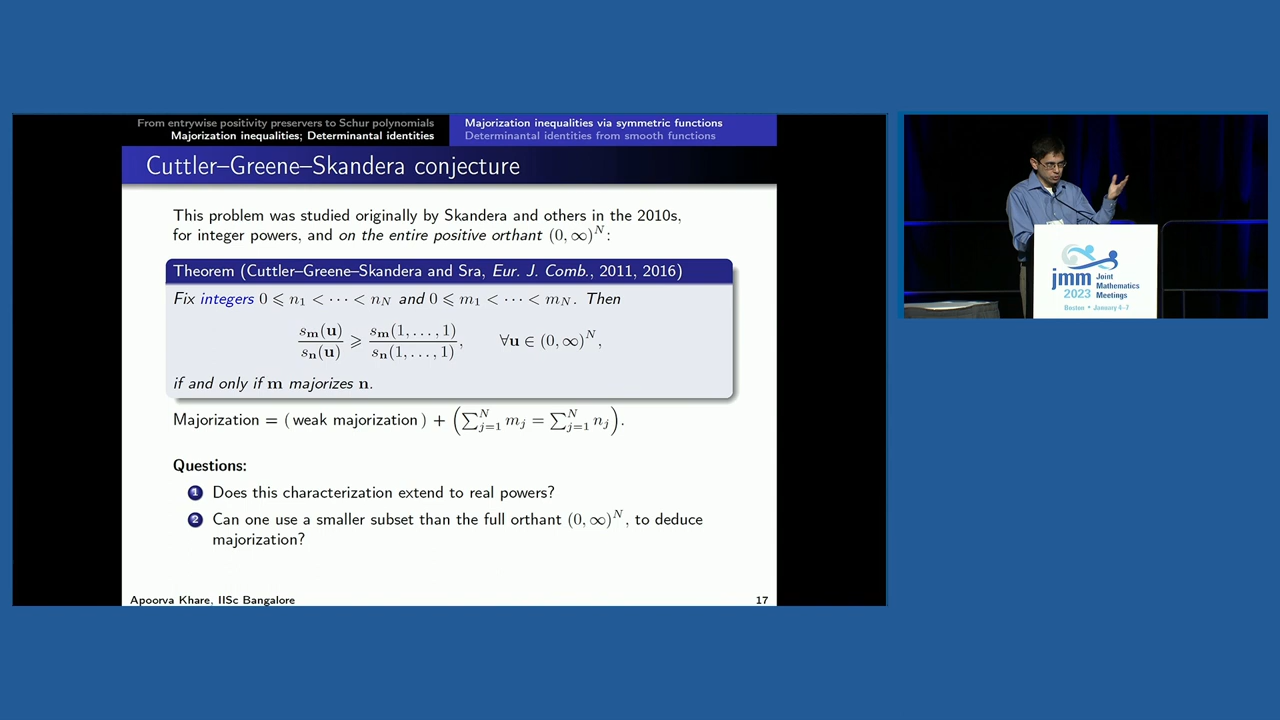 From entrywise positivity preservers to Schur polynomials
Majorization inequalities; Determinantal identities
Majorization inequalities via symmetric functions
Determinantal identities from smooth functions
Cuttler–Greene–Skandera conjecture
This problem was studied originally by Skandera and others in the 2010s,
for integer powers, and on the entire positive orthant (0, ∞)^N:
Theorem (Cuttler–Greene–Skandera and Sra, Eur. J. Comb., 2011, 2016)
Fix integers 0 ⩽ n_1 < ⋯ < n_N and 0 ⩽ m_1 < ⋯ < m_N. Then
s_m(u)/s_n(u) ⩾ s_m(1, …, 1)/s_n(1, …, 1), ∀u ∈ (0, ∞)^N,
if and only if m majorizes n.
Majorization = (weak majorization) + (∑_{j=1}^N m_j = ∑_{j=1}^N n_j).
Questions:
1 Does this characterization extend to real powers?
2 Can one use a smaller subset than the full orthant (0, ∞)^N, to deduce
majorization?
Apoorva Khare, IISc Bangalore
17
jmm
2023
Joint
Mathematics
Meetings
Boston • January 4–7